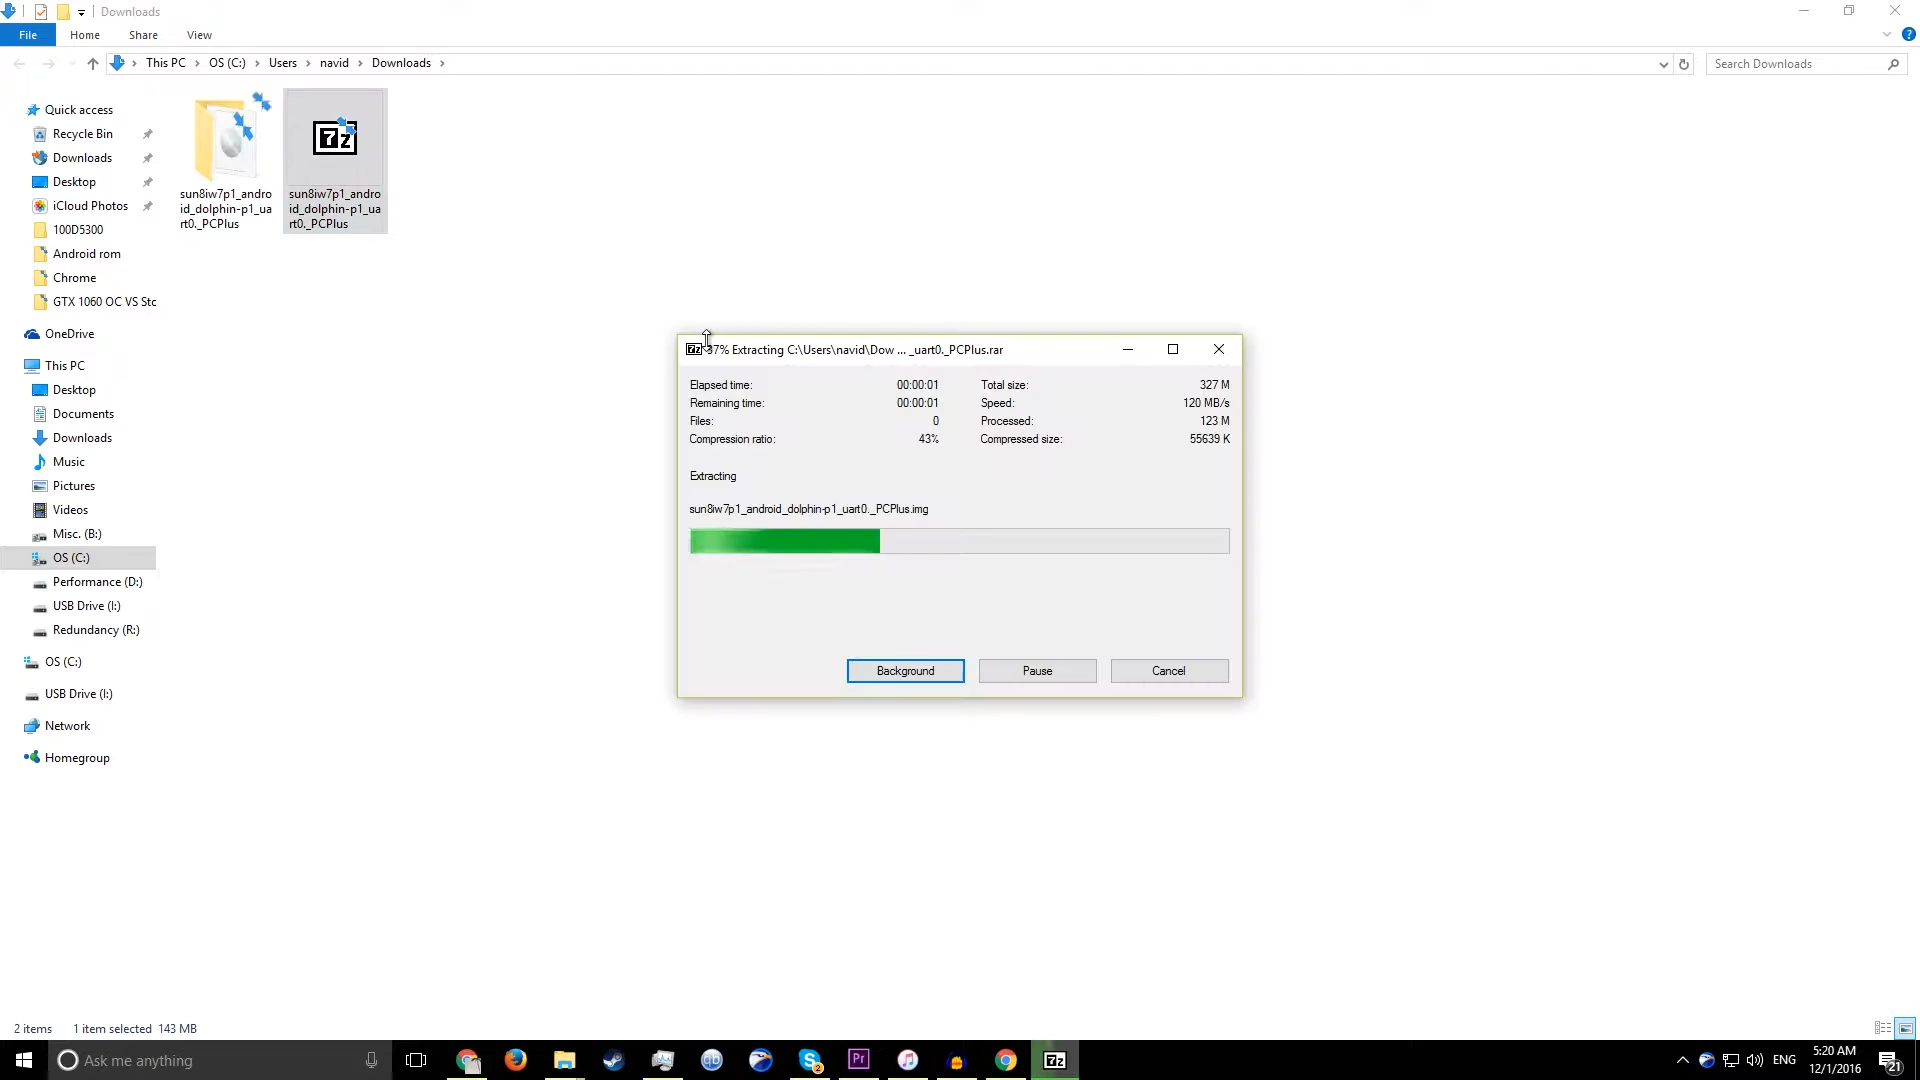 Downloads
File Home Share View
This PC OS (C:) Users navid Downloads
Search Downloads
Quick access
Recycle Bin
Downloads
Desktop
iCloud Photos
100D5300
Android rom
Chrome
GTX 1060 OC VS Stc
OneDrive
This PC
Desktop
Documents
Downloads
Music
Pictures
Videos
Misc. (B:)
OS (C:)
Performance (D:)
USB Drive (I:)
Redundancy (R:)
OS (C:)
USB Drive (I:)
Network
Homegroup
sun8iw7p1_andro
id_dolphin-p1_ua
rt0._PCPlus
7z
sun8iw7p1_andro
id_dolphin-p1_ua
rt0._PCPlus
7z 37% Extracting C:\Users\navid\Dow ... _uart0._PCPlus.rar
Elapsed time: 00:00:01 Total size: 327 M
Remaining time: 00:00:01 Speed: 120 MB/s
Files: 0 Processed: 123 M
Compression ratio: 43% Compressed size: 55639 K
Extracting
sun8iw7p1_android_dolphin-p1_uart0._PCPlus.img
Background Pause Cancel
2 items 1 item selected 143 MB
Ask me anything
Pr
7z
ENG
5:20 AM
12/1/2016
21